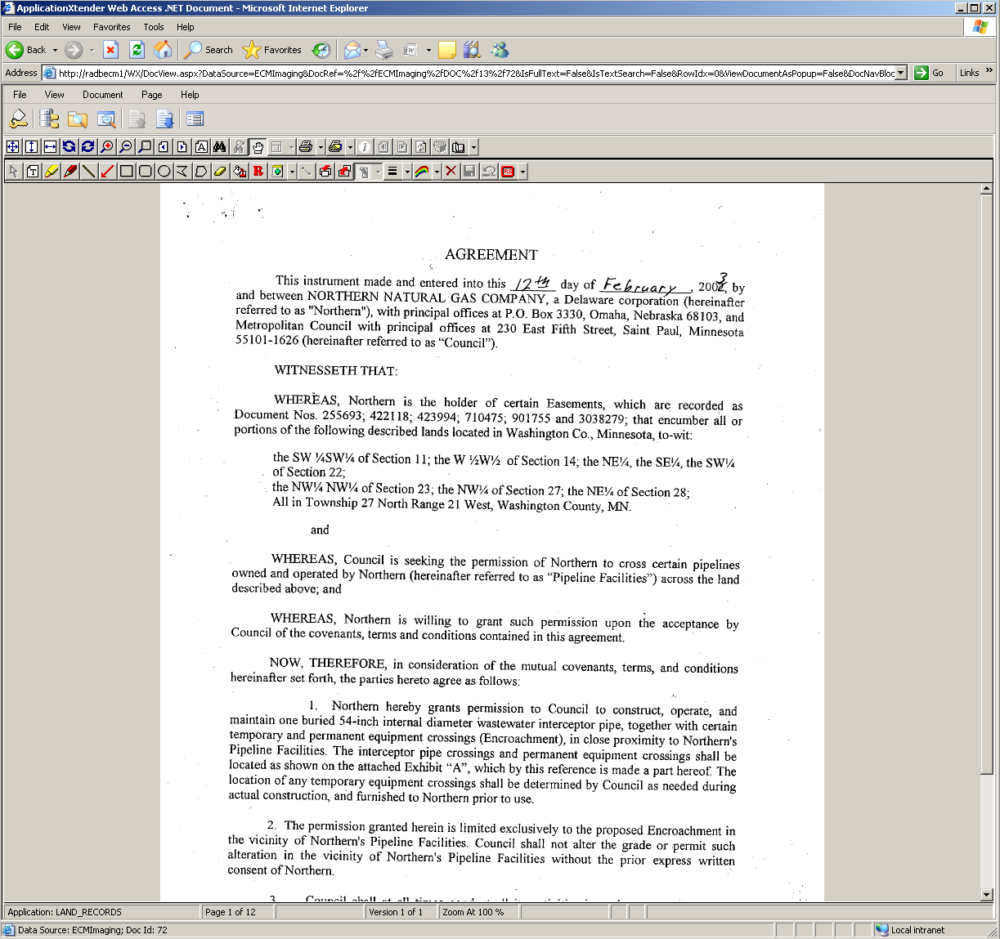 ApplicationXtender Web Access .NET Document - Microsoft Internet Explorer
File Edit View Favorites Tools Help
Back Search Favorites
Address http://radbecm1/WX/DocView.aspx?DataSource=ECMImaging&DocRef=%2f%2fECMImaging%2fDOC%2f13%2f72&IsFullText=False&IsTextSearch=False&RowIdx=0&ViewDocumentAsPopup=False&DocNavBloc Go Links »
File View Document Page Help
AGREEMENT
This instrument made and entered into this 12th day of February, 2003, by
and between NORTHERN NATURAL GAS COMPANY, a Delaware corporation (hereinafter
referred to as "Northern"), with principal offices at P.O. Box 3330, Omaha, Nebraska 68103, and
Metropolitan Council with principal offices at 230 East Fifth Street, Saint Paul, Minnesota
55101-1626 (hereinafter referred to as “Council”).
WITNESSETH THAT:
WHEREAS, Northern is the holder of certain Easements, which are recorded as
Document Nos. 255693; 422118; 423994; 710475; 901755 and 3038279; that encumber all or
portions of the following described lands located in Washington Co., Minnesota, to-wit:
the SW ¼SW¼ of Section 11; the W ½W½ of Section 14; the NE¼, the SE¼, the SW¼
of Section 22;
the NW¼ NW¼ of Section 23; the NW¼ of Section 27; the NE¼ of Section 28;
All in Township 27 North Range 21 West, Washington County, MN.
and
WHEREAS, Council is seeking the permission of Northern to cross certain pipelines
owned and operated by Northern (hereinafter referred to as “Pipeline Facilities”) across the land
described above; and
WHEREAS, Northern is willing to grant such permission upon the acceptance by
Council of the covenants, terms and conditions contained in this agreement.
NOW, THEREFORE, in consideration of the mutual covenants, terms, and conditions
hereinafter set forth, the parties hereto agree as follows:
1. Northern hereby grants permission to Council to construct, operate, and
maintain one buried 54-inch internal diameter wastewater interceptor pipe, together with certain
temporary and permanent equipment crossings (Encroachment), in close proximity to Northern's
Pipeline Facilities. The interceptor pipe crossings and permanent equipment crossings shall be
located as shown on the attached Exhibit “A”, which by this reference is made a part hereof. The
location of any temporary equipment crossings shall be determined by Council as needed during
actual construction, and furnished to Northern prior to use.
2. The permission granted herein is limited exclusively to the proposed Encroachment in
the vicinity of Northern's Pipeline Facilities. Council shall not alter the grade or permit such
alteration in the vicinity of Northern's Pipeline Facilities without the prior express written
consent of Northern.
3. Council shall at all times
Application: LAND_RECORDS Page 1 of 12 Version 1 of 1 Zoom At 100 %
Data Source: ECMImaging; Doc Id: 72 Local intranet